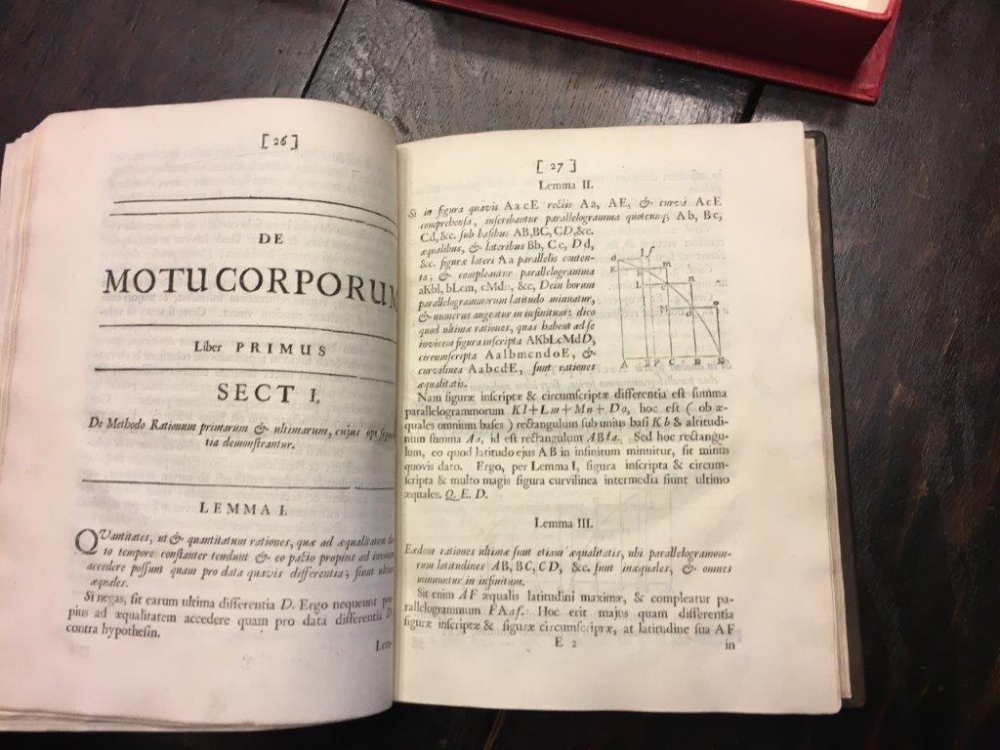 [ 26 ]
DE
MOTU CORPORU
Liber PRIMUS
SECT I.
De Methodo Rationum primarum & ultimarum, cujus ope
tia demonstrantur.
LEMMA I.
QUantitates, ut & quantitatum rationes, quæ ad æqualitatem
to tempore constanter tendunt & eo pacto propius ad invicem
accedere possunt quam pro data quavis differentia; fiunt
æquales.
Si negas, sit earum ultima differentia D. Ergo nequeunt
pius ad æqualitatem accedere quam pro data differentia D
contra hypothesin.
Lem-
[ 27 ]
Lemma II.
Si in figura quavis AacE rectis Aa, AE, & curva AcE
comprehensa, inscribantur parallelogramma quotcunq; Ab, Bc,
Cd, &c. sub basibus AB, BC, CD, &c.
æqualibus, & lateribus Bb, Cc, Dd,
&c. figuræ lateri Aa parallelis conten-
ta; & compleantur parallelogramma
aKbl, bLcm, cMdn, &c. Dein horum
parallelogrammorum latitudo minuatur,
& numerus augeatur in infinitum: dico
quod ultimæ rationes, quas habent ad se
invicem figura inscripta AKbLcMdD,
circumscripta AalbmcndoE, &
curvilinea AabcdE, sunt rationes
æqualitatis.
a l f
K b m
L c n
M d o
A B F C D E
Nam figuræ inscriptæ & circumscriptæ differentia est summa
parallelogrammorum Kl + Lm + Mn + Do, hoc est (ob æ-
quales omnium bases) rectangulum sub unius basi Kb & altitudi-
num summa Aa, id est rectangulum ABla. Sed hoc rectangu-
lum, eo quod latitudo ejus AB in infinitum minuitur, fit minus
quovis dato. Ergo, per Lemma I, figura inscripta & circum-
scripta & multo magis figura curvilinea intermedia fiunt ultimo
æquales. Q. E. D.
Lemma III.
Eædem rationes ultimæ sunt etiam æqualitatis, ubi parallelogramom-
rum latitudines AB, BC, CD, &c. sunt inæquales, & omnes
minuuntur in infinitum.
Sit enim AF æqualis latitudini maximæ, & compleatur pa-
rallelogrammum FAaf. Hoc erit majus quam differentia
figuræ inscriptæ & figuræ circumscriptæ, at latitudine sua AF
E 2 in